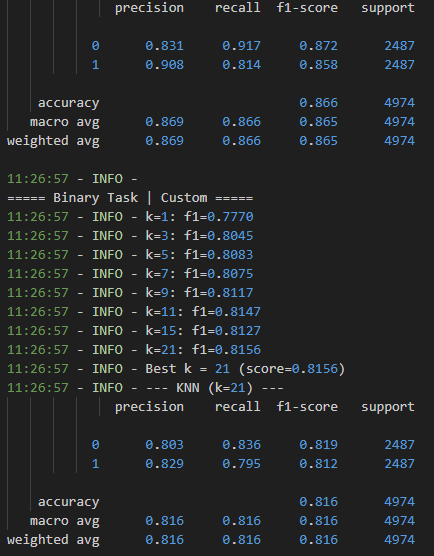 precision recall f1-score support
0 0.831 0.917 0.872 2487
1 0.908 0.814 0.858 2487
accuracy 0.866 4974
macro avg 0.869 0.866 0.865 4974
weighted avg 0.869 0.866 0.865 4974
11:26:57 - INFO -
===== Binary Task | Custom =====
11:26:57 - INFO - k=1: f1=0.7770
11:26:57 - INFO - k=3: f1=0.8045
11:26:57 - INFO - k=5: f1=0.8083
11:26:57 - INFO - k=7: f1=0.8075
11:26:57 - INFO - k=9: f1=0.8117
11:26:57 - INFO - k=11: f1=0.8147
11:26:57 - INFO - k=15: f1=0.8127
11:26:57 - INFO - k=21: f1=0.8156
11:26:57 - INFO - Best k = 21 (score=0.8156)
11:26:57 - INFO - --- KNN (k=21) ---
precision recall f1-score support
0 0.803 0.836 0.819 2487
1 0.829 0.795 0.812 2487
accuracy 0.816 4974
macro avg 0.816 0.816 0.816 4974
weighted avg 0.816 0.816 0.816 4974